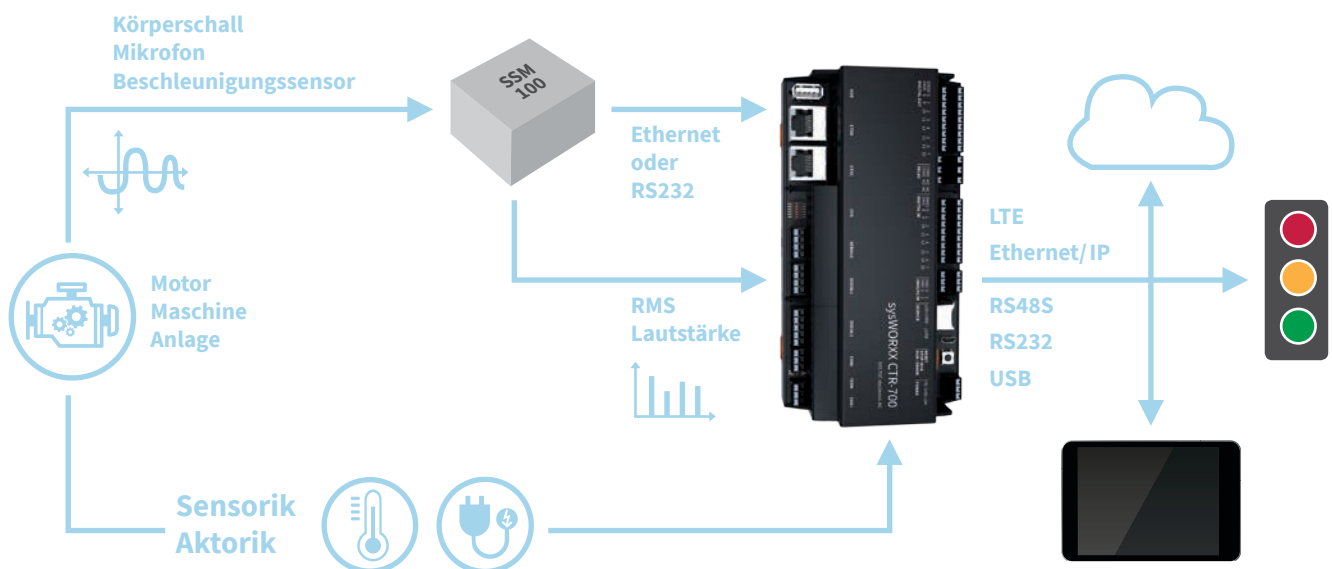 Körperschall
Mikrofon
Beschleunigungssensor
SSM
100
Ethernet
oder
RS232
Motor
Maschine
Anlage
RMS
Lautstärke
sysWORXX CTR-700
LTE
Ethernet/IP
RS48S
RS232
USB
Sensorik
Aktorik